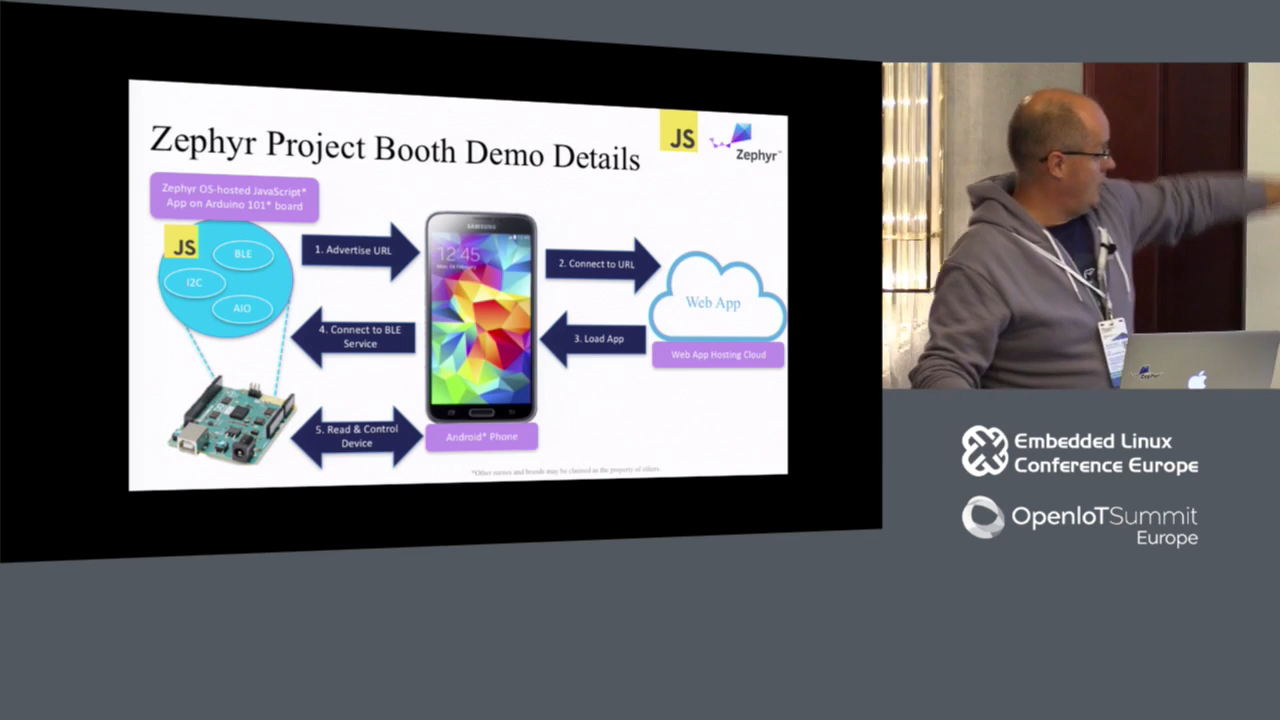 Zephyr Project Booth Demo Details
JS
Zephyr™
Zephyr OS-hosted JavaScript*
App on Arduino 101* board
JS
BLE
I2C
AIO
1. Advertise URL
SAMSUNG
12:45
2. Connect to URL
Web App
4. Connect to BLE
Service
3. Load App
Web App Hosting Cloud
5. Read & Control
Device
Android* Phone
*Other names and brands may be claimed as the property of others.
Zephyr
Embedded Linux
Conference Europe
OpenIoTSummit
Europe